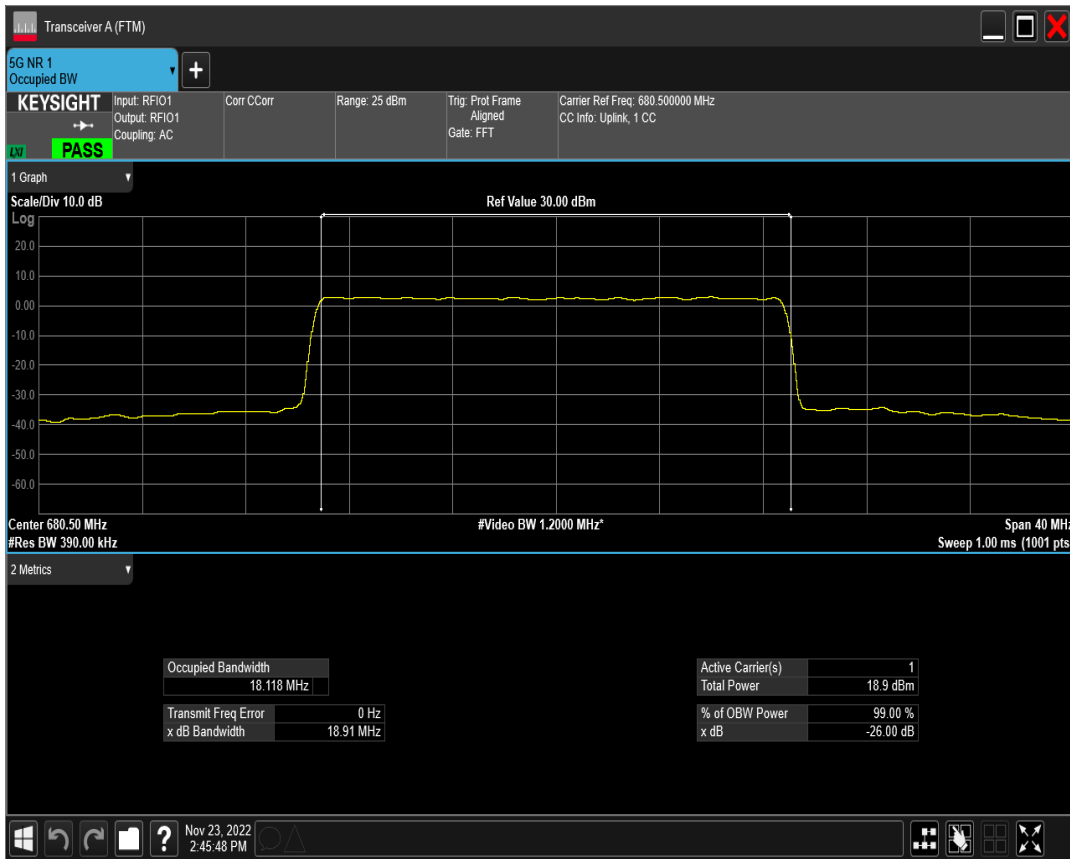 Transceiver A (FTM)
5G NR 1
Occupied BW
+
KEYSIGHT
LXI
PASS
Input: RFIO1
Output: RFIO1
Coupling: AC
Corr CCorr
Range: 25 dBm
Trig: Prot Frame
Aligned
Gate: FFT
Carrier Ref Freq: 680.500000 MHz
CC Info: Uplink, 1 CC
1 Graph
Scale/Div 10.0 dB
Ref Value 30.00 dBm
Log
20.0
10.0
0.00
-10.0
-20.0
-30.0
-40.0
-50.0
-60.0
Center 680.50 MHz
#Video BW 1.2000 MHz*
Span 40 MHz
#Res BW 390.00 kHz
Sweep 1.00 ms (1001 pts
2 Metrics
Occupied Bandwidth
18.118 MHz
Transmit Freq Error 0 Hz
x dB Bandwidth 18.91 MHz
Active Carrier(s) 1
Total Power 18.9 dBm
% of OBW Power 99.00 %
x dB -26.00 dB
?
Nov 23, 2022
2:45:48 PM